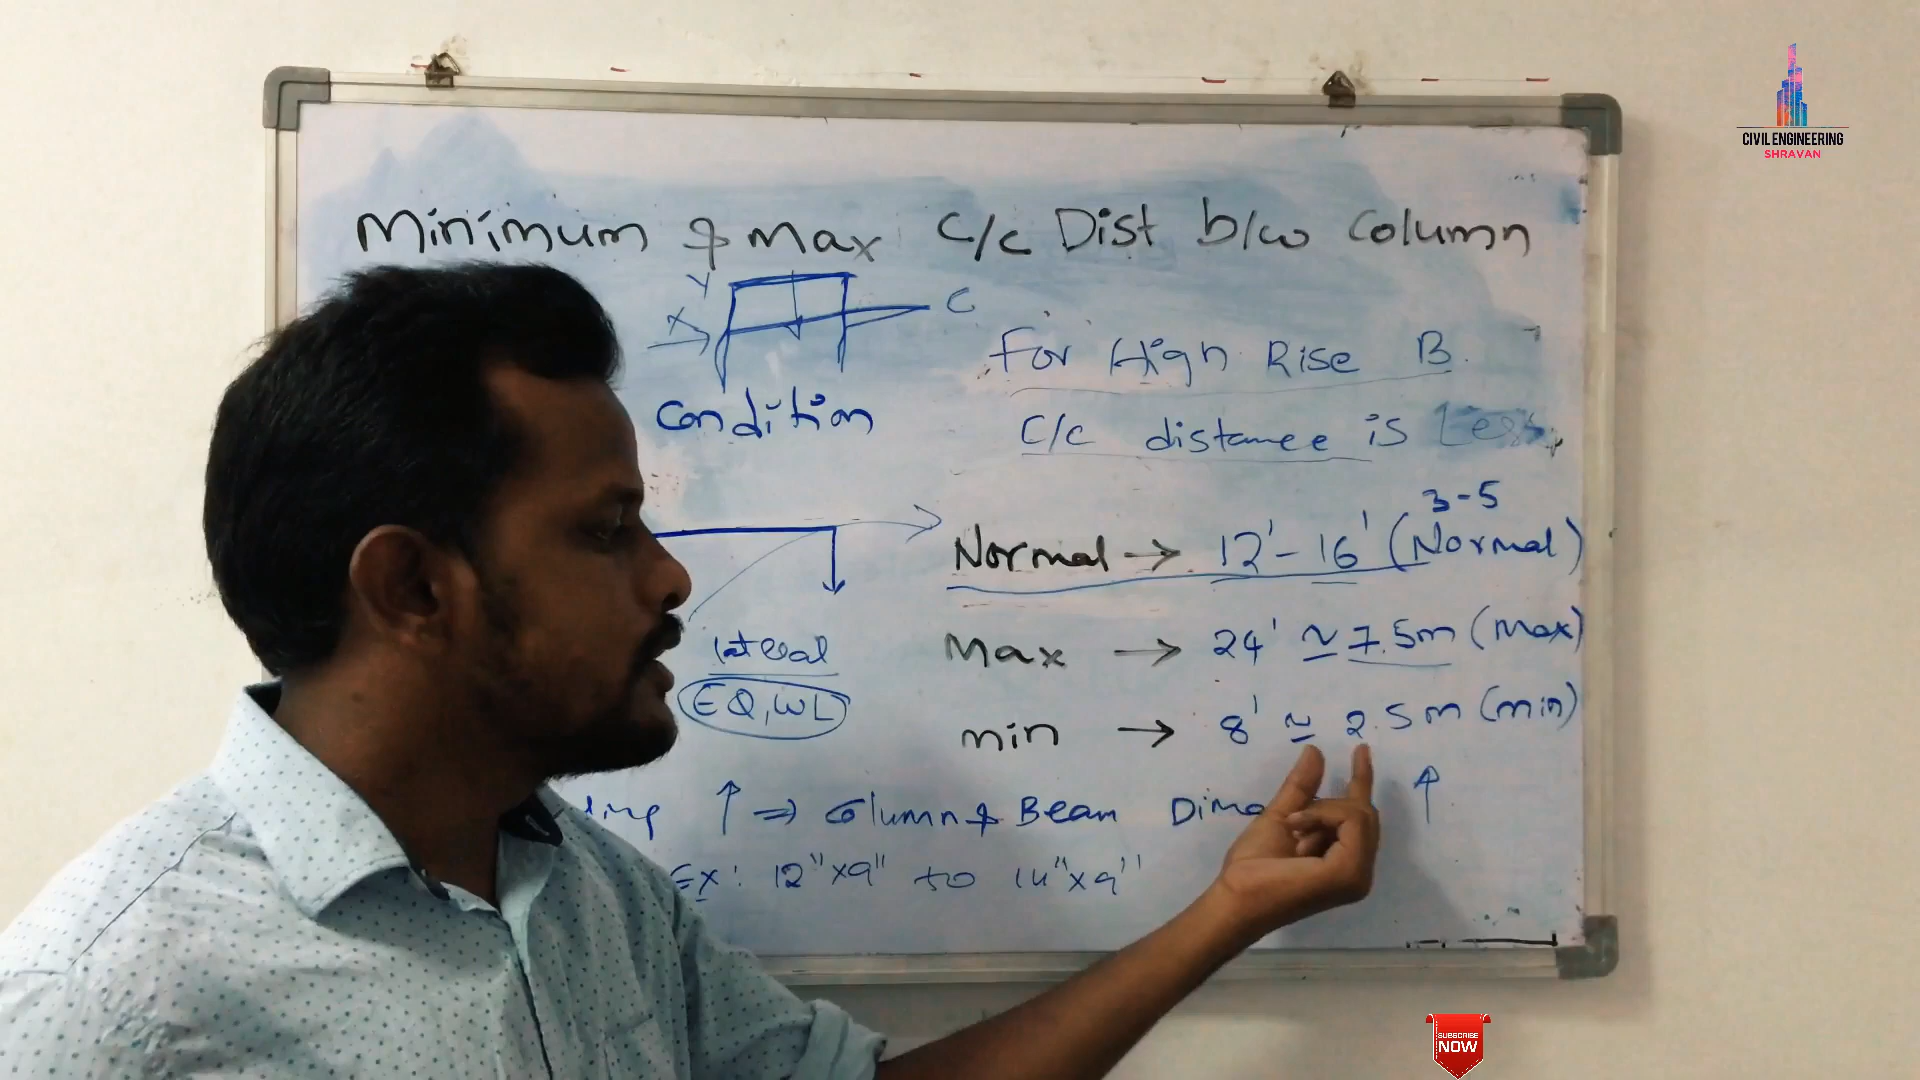 CIVIL ENGINEERING
SHRAVAN
Minimum & Max C/c Dist b/w Column
Y
X
C
For High Rise B.
Condition
C/c distance is Less
3-5
Normal → 12' - 16' (Normal)
Max → 24' ≃ 7.5m (Max)
lateral
EQ, WL
min → 8' ≃ 2.5m (min)
↑ ⇒ Column & Beam ↑
Ex: 12"x9" to 14"x9"
SUBSCRIBE
NOW